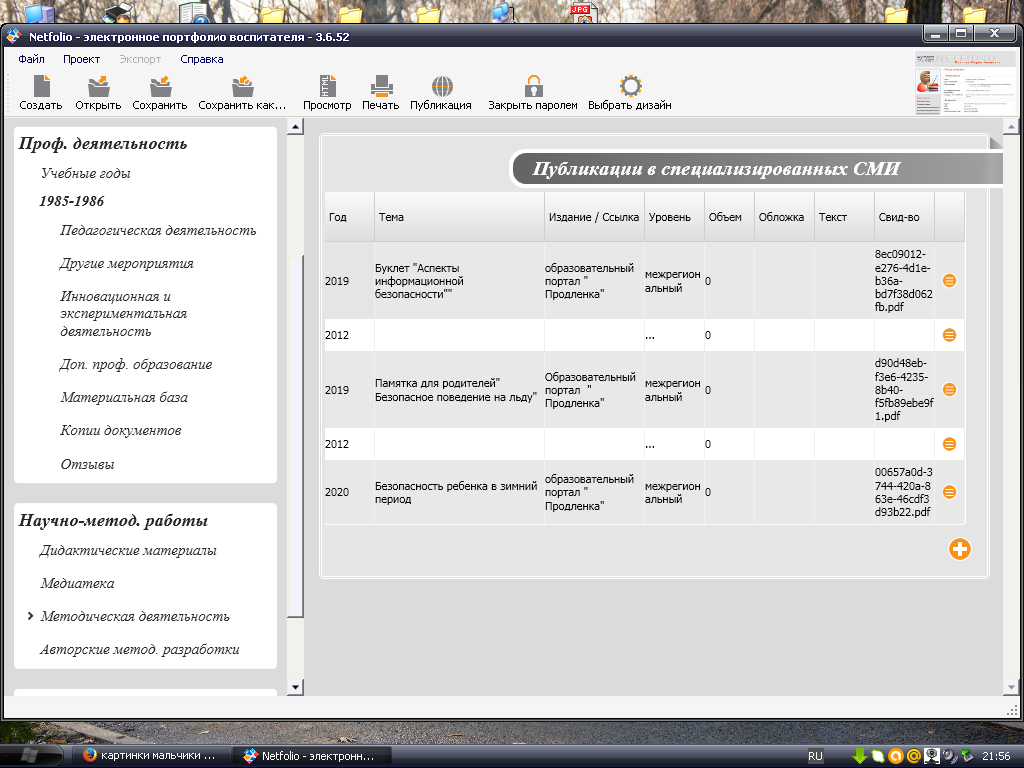 JPG
Netfolio - электронное портфолио воспитателя - 3.6.52
Файл Проект Экспорт Справка
HTML
Создать Открыть Сохранить Сохранить как... Просмотр Печать Публикация Закрыть паролем Выбрать дизайн
Проф. деятельность
Учебные годы
1985-1986
Педагогическая деятельность
Другие мероприятия
Инновационная и
экспериментальная
деятельность
Доп. проф. образование
Материальная база
Копии документов
Отзывы
Научно-метод. работы
Дидактические материалы
Медиатека
Методическая деятельность
Авторские метод. разработки
Публикации в специализированных СМИ
Год Тема Издание / Ссылка Уровень Объем Обложка Текст Свид-во
2019
Буклет "Аспекты
информационной
безопасности""
образовательный
портал "
Продленка"
межрегион
альный
0
8ec09012-
e276-4d1e-
b36a-
bd7f38d062
fb.pdf
2012 ... 0
2019
Памятка для родителей"
Безопасное поведение на льду"
Образовательный
портал "
Продленка"
межрегион
альный
0
d90d48eb-
f3e6-4235-
8b40-
f5fb89ebe9f
1.pdf
2012 ... 0
2020
Безопасность ребенка в зимний
период
образовательный
портал "
Продленка"
межрегион
альный
0
00657a0d-3
744-420a-8
63e-46cdf3
d93b22.pdf
картинки мальчики ... Netfolio - электронн... RU 21:56